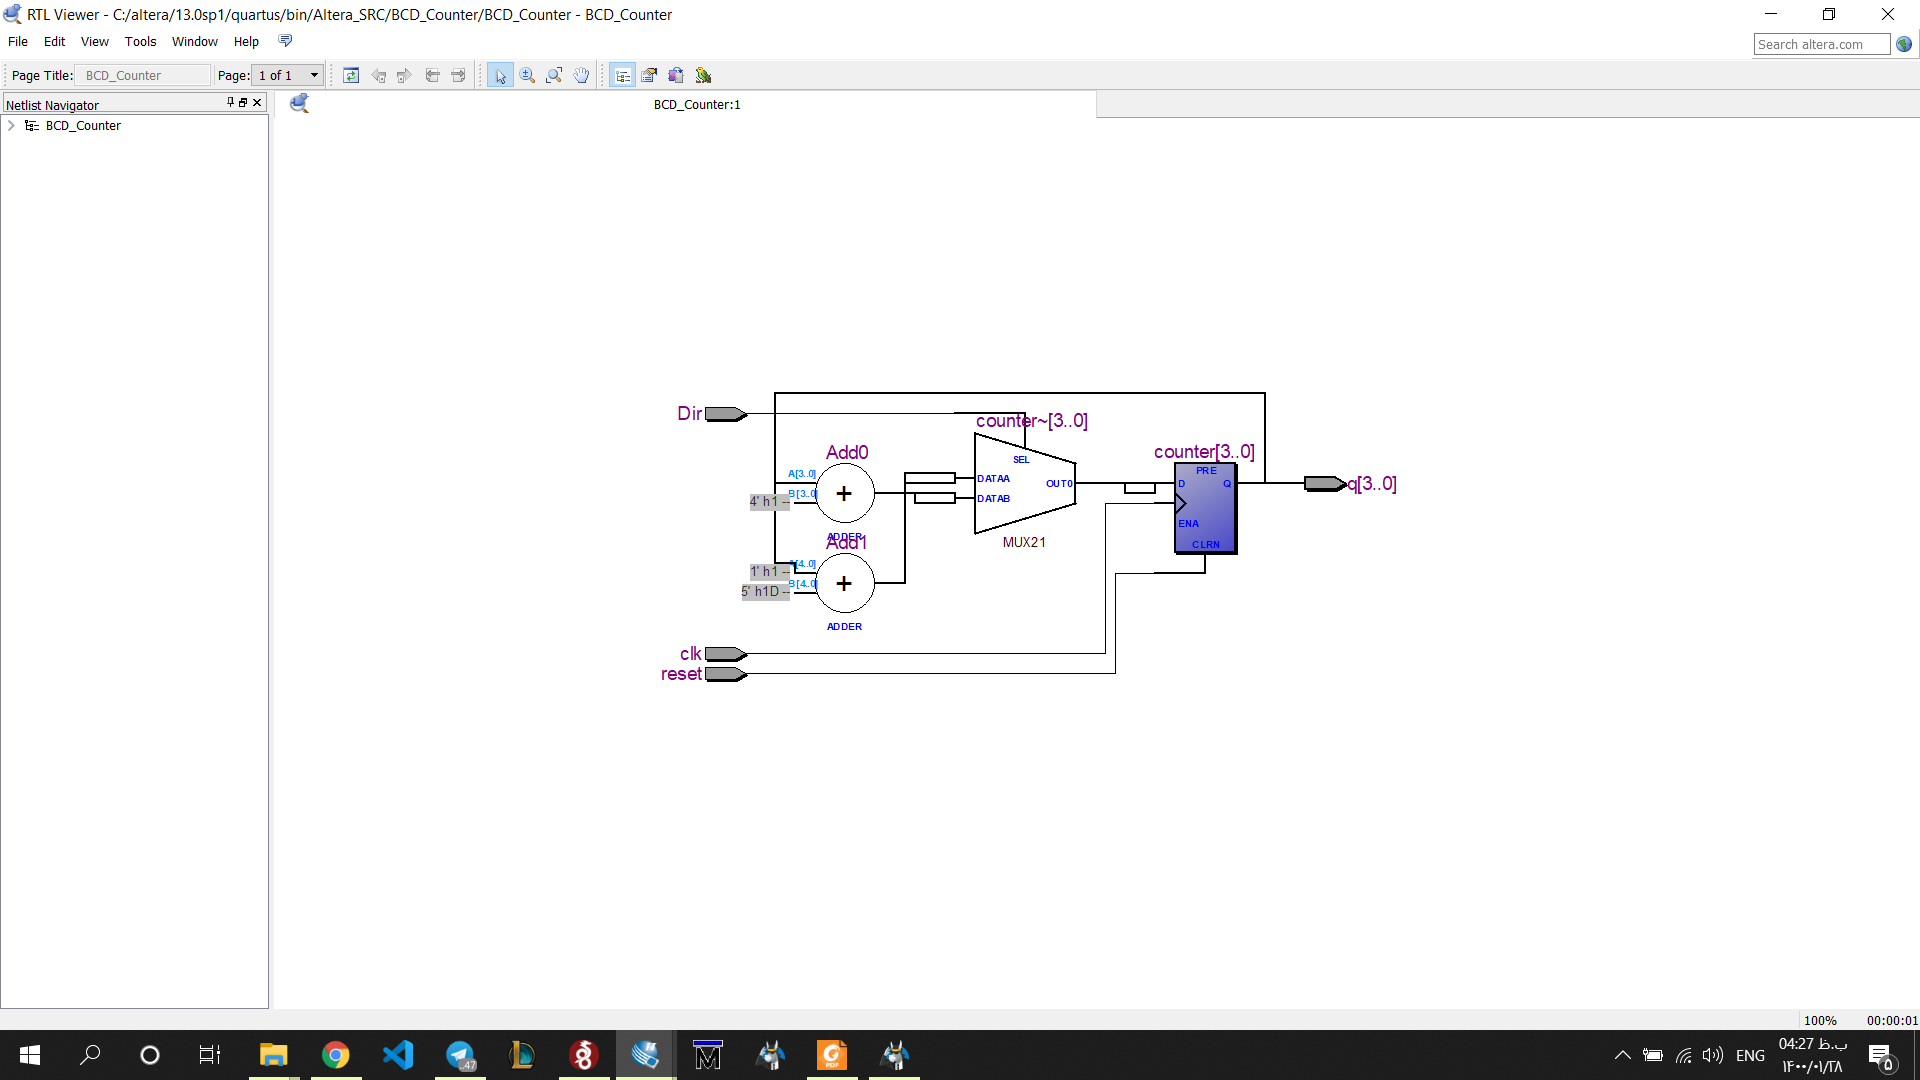 RTL Viewer - C:/altera/13.0sp1/quartus/bin/Altera_SRC/BCD_Counter/BCD_Counter - BCD_Counter
File Edit View Tools Window Help
Search altera.com
Page Title: BCD_Counter Page: 1 of 1
Netlist Navigator
BCD_Counter:1
BCD_Counter
Dir
counter~[3..0]
Add0
counter[3..0]
SEL
PRE
A[3..0]
DATAA
OUT0
D Q
q[3..0]
B[3..0]
4' h1 --
DATAB
+
ENA
ADDER
MUX21
CLRN
Add1
[4..0]
1' h1 --
B[4..0]
5' h1D --
+
ADDER
clk
reset
100% 00:00:01
.47
PDF
ENG
04:27 ب.ظ
۱۴۰۰/۰۱/۲۸
۵